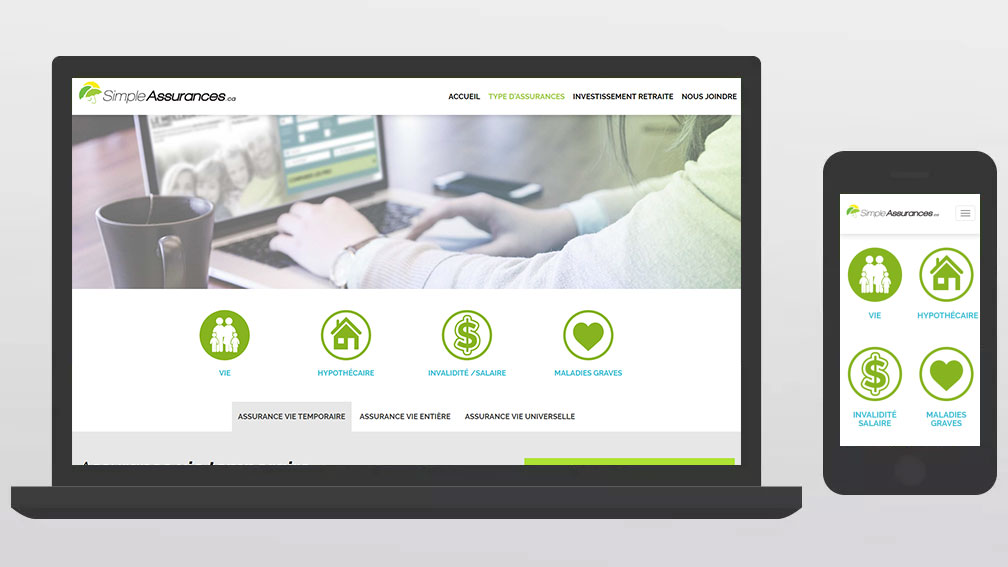 SimpleAssurances.ca
ACCUEIL TYPE D'ASSURANCES INVESTISSEMENT RETRAITE NOUS JOINDRE
VIE HYPOTHÉCAIRE INVALIDITÉ /SALAIRE MALADIES GRAVES
ASSURANCE VIE TEMPORAIRE ASSURANCE VIE ENTIÈRE ASSURANCE VIE UNIVERSELLE
SimpleAssurances.ca
VIE HYPOTHÉCAIRE
INVALIDITÉ MALADIES
SALAIRE GRAVES